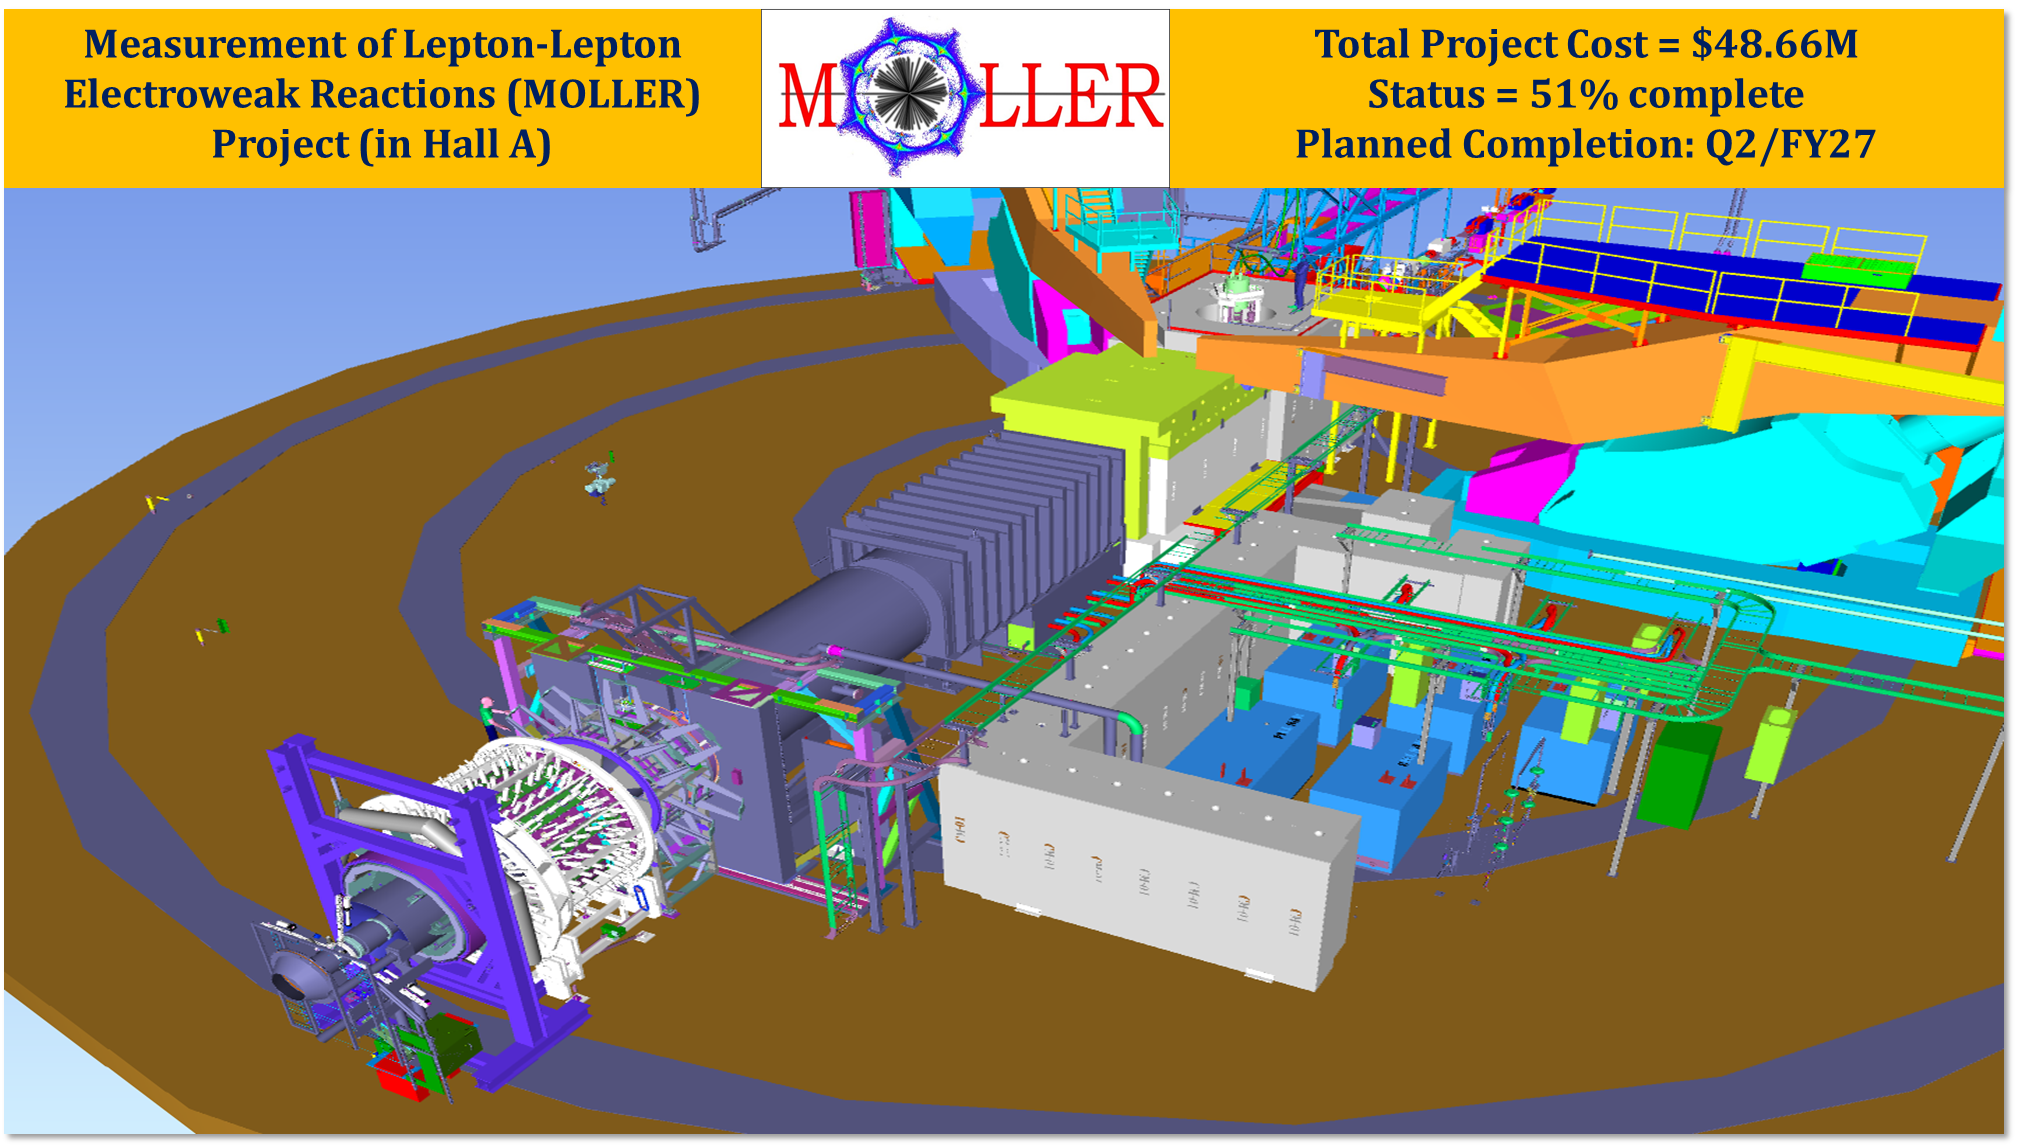 Measurement of Lepton-Lepton
Electroweak Reactions (MOLLER)
Project (in Hall A)
MOLLER
Total Project Cost = $48.66M
Status = 51% complete
Planned Completion: Q2/FY27